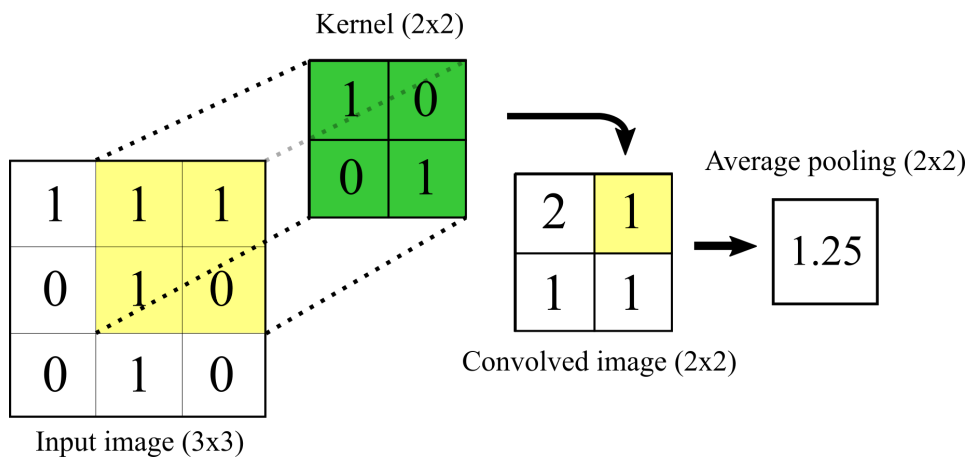 Kernel (2x2)
1 0
0 1
Average pooling (2x2)
1 1 1
0 1 0
0 1 0
2 1
1 1
1.25
Convolved image (2x2)
Input image (3x3)